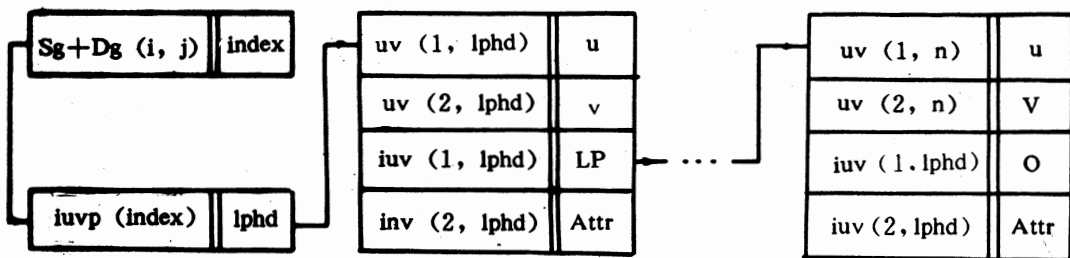 Sg+Dg (i, j) index
iuvp (index) lphd
uv (1, lphd) u
uv (2, lphd) v
iuv (1, lphd) LP
inv (2, lphd) Attr
...
uv (1, n) u
uv (2, n) V
iuv (1. lphd) O
iuv (2, lphd) Attr